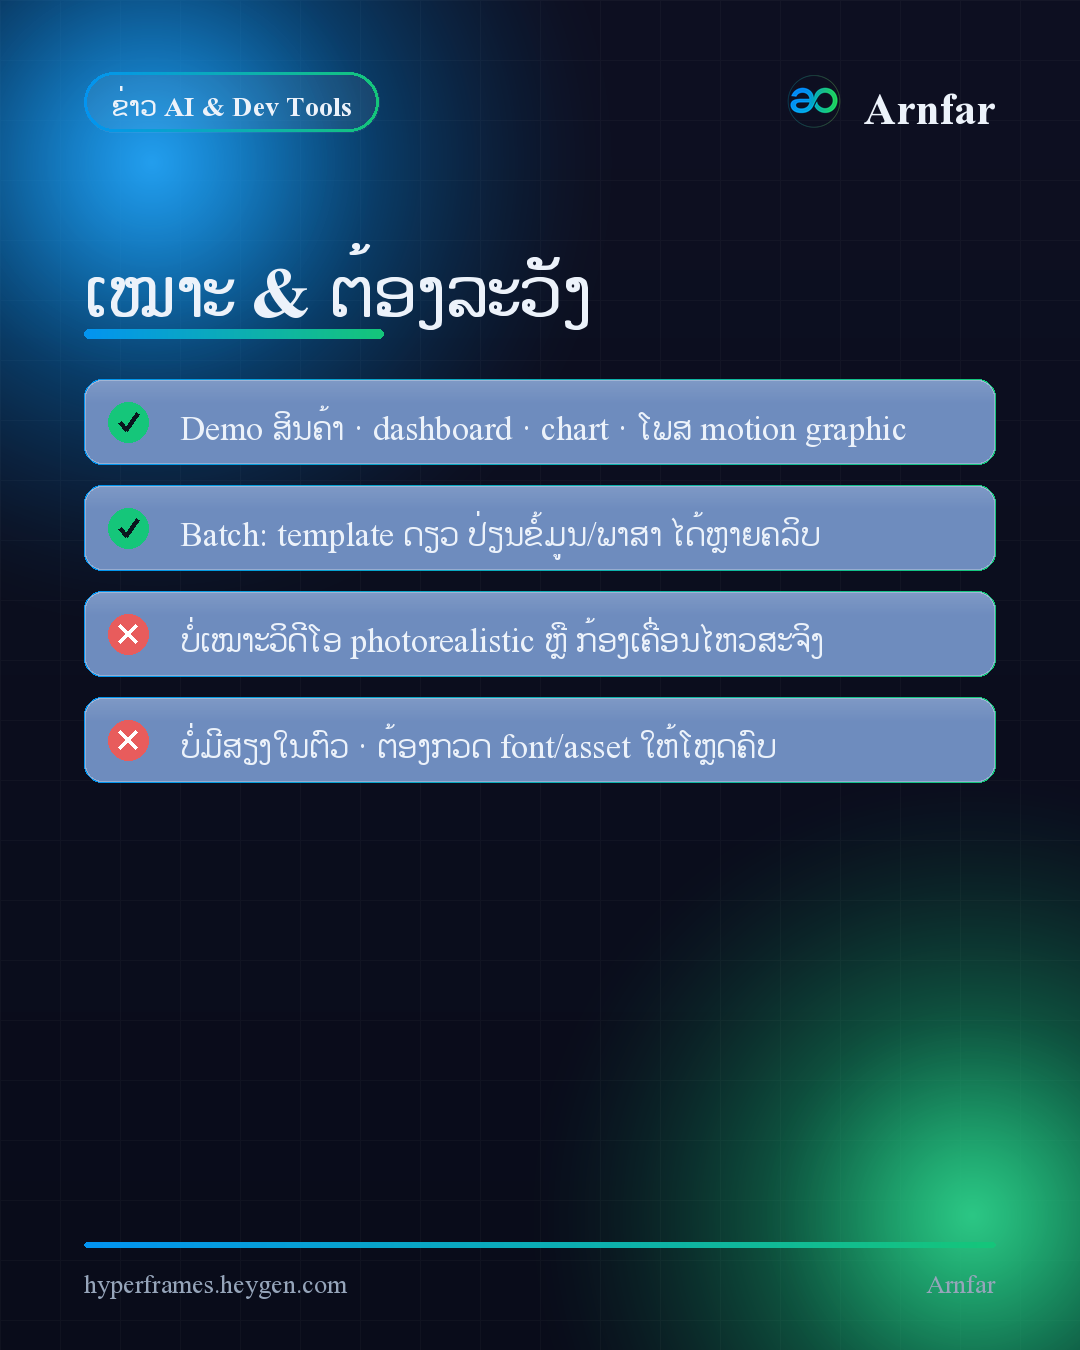 ຂ່າວ AI & Dev Tools
Arnfar
ເໝາະ & ຕ້ອງລະວັງ
Demo ສິນຄ້າ · dashboard · chart · ໂພສ motion graphic
Batch: template ດຽວ ປ່ຽນຂໍ້ມູນ/ພາສາ ໄດ້ຫຼາຍຄລິບ
ບໍ່ເໝາະວິດີໂອ photorealistic ຫຼື ກ້ອງເຄື່ອນໄຫວສະຈິງ
ບໍ່ມີສຽງໃນຕົວ · ຕ້ອງກວດ font/asset ໃຫ້ໂຫຼດຄົບ
hyperframes.heygen.com
Arnfar